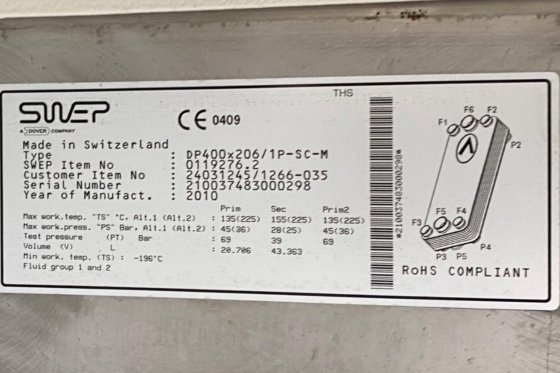 THS
SWEP
A DOVER COMPANY
CE 0409
Made in Switzerland
Type : DP400x206/1P-SC-M
SWEP Item No : 0119276.2
Customer Item No : 2403124571266-035
Serial Number : 210037483000298
Year of Manufact. : 2010
Prim Sec Prim2
Max work.temp. "TS" °C, Alt.1 (Alt.2) : 135(225) 155(225) 135(225)
Max work.press. "PS" Bar, Alt.1 (Alt.2) : 45(36) 28(25) 45(36)
Test pressure (PT) Bar : 69 39 69
Volume (V) L : 20.706 43.363
Min work. temp. (TS) : -196°C
Fluid group 1 and 2
*210037483000298*
F1 F6 F2
P2
F3 F5 F4
P3 P5 P4
RoHS COMPLIANT